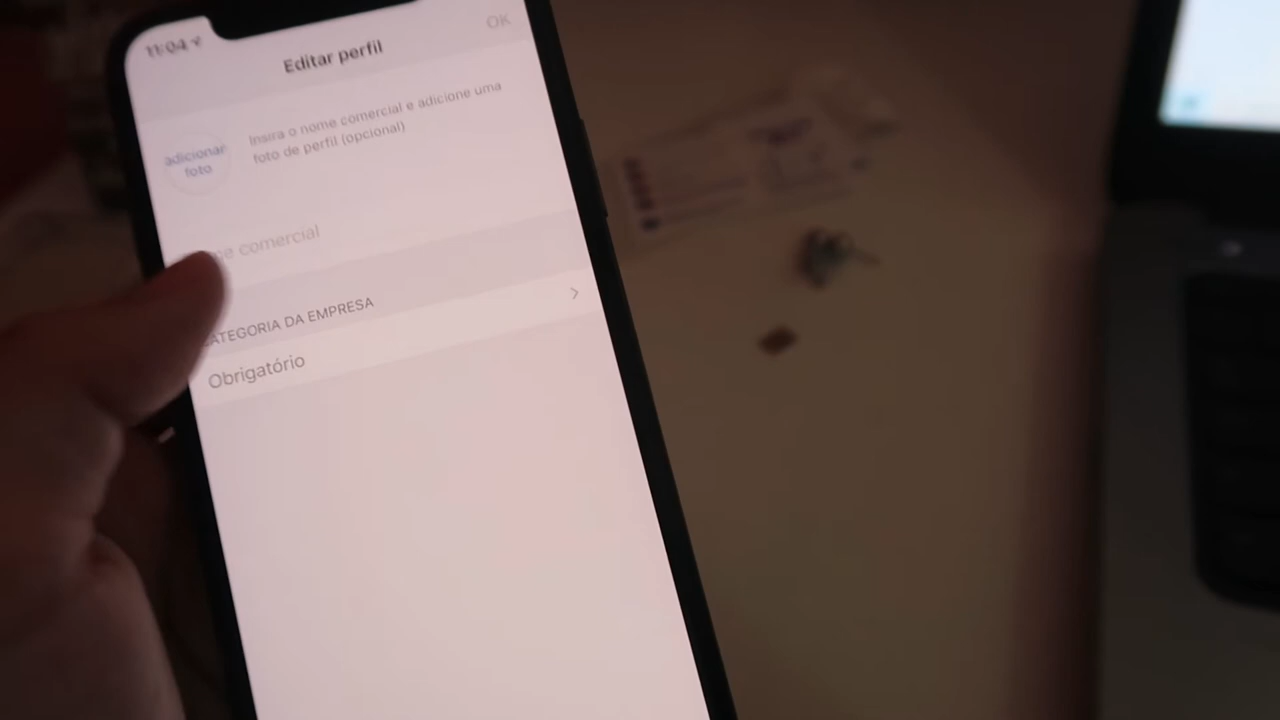 11:04
OK
Editar perfil
adicionar
foto
Insira o nome comercial e adicione uma
foto de perfil (opcional)
comercial
CATEGORIA DA EMPRESA
Obrigatório